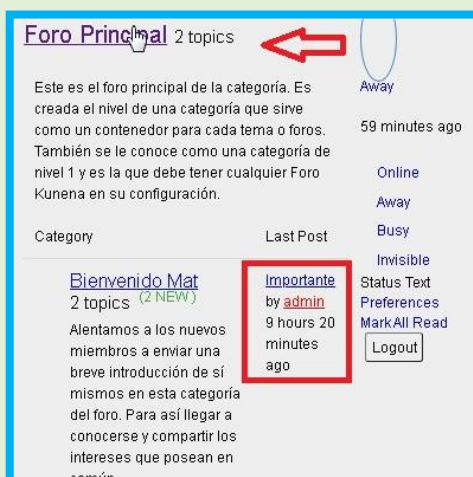 Foro Principal 2 topics
Este es el foro principal de la categoría. Es
creada el nivel de una categoría que sirve
como un contenedor para cada tema o foros.
También se le conoce como una categoría de
nivel 1 y es la que debe tener cualquier Foro
Kunena en su configuración.
Category Last Post
Bienvenido Mat
2 topics (2 NEW)
Alentamos a los nuevos
miembros a enviar una
breve introducción de sí
mismos en esta categoría
del foro. Para así llegar a
conocerse y compartir los
intereses que posean en
común
Importante
by admin
9 hours 20
minutes
ago
Away
59 minutes ago
Online
Away
Busy
Invisible
Status Text
Preferences
Mark All Read
Logout